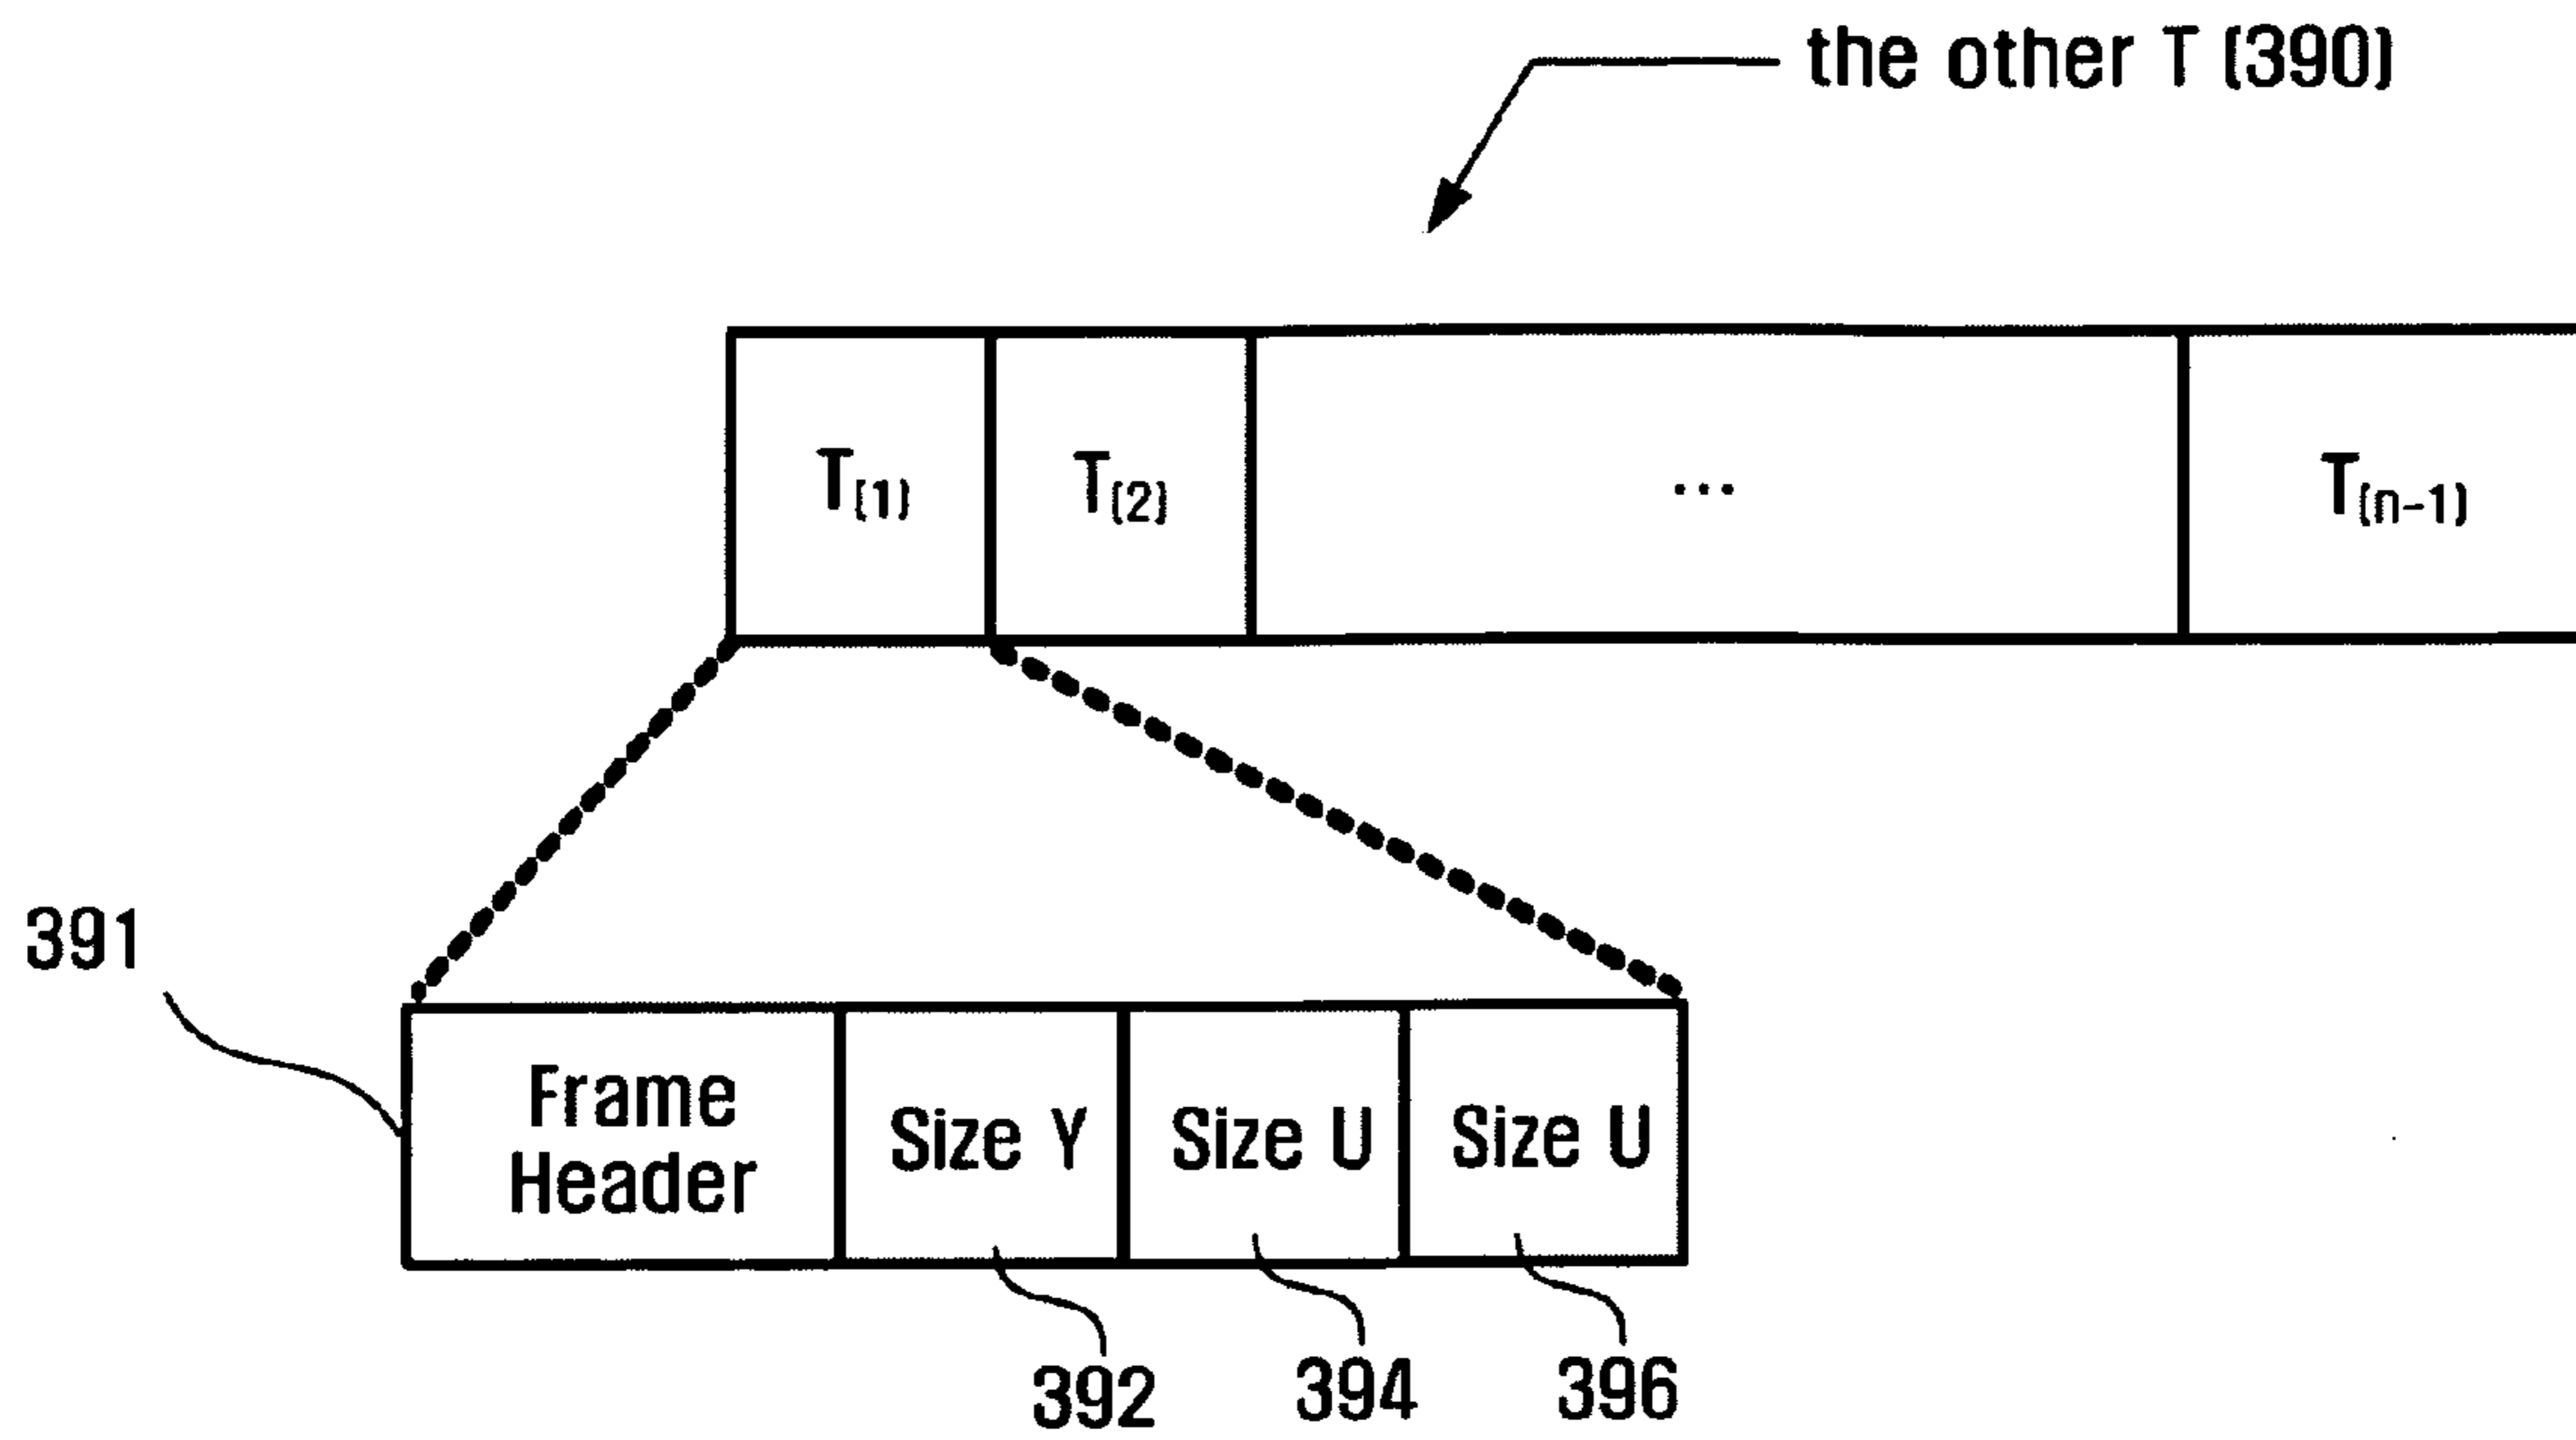 the other T (390)
T(1) T(2) ... T(n-1)
391
Frame
Header
Size Y Size U Size U
392 394 396